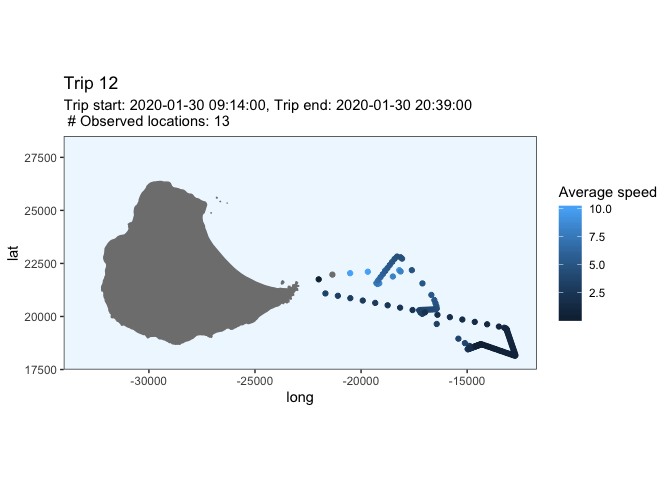 Trip 12
Trip start: 2020-01-30 09:14:00, Trip end: 2020-01-30 20:39:00
# Observed locations: 13
27500
25000
22500
20000
17500
lat
-30000
-25000
-20000
-15000
long
Average speed
10.0
7.5
5.0
2.5